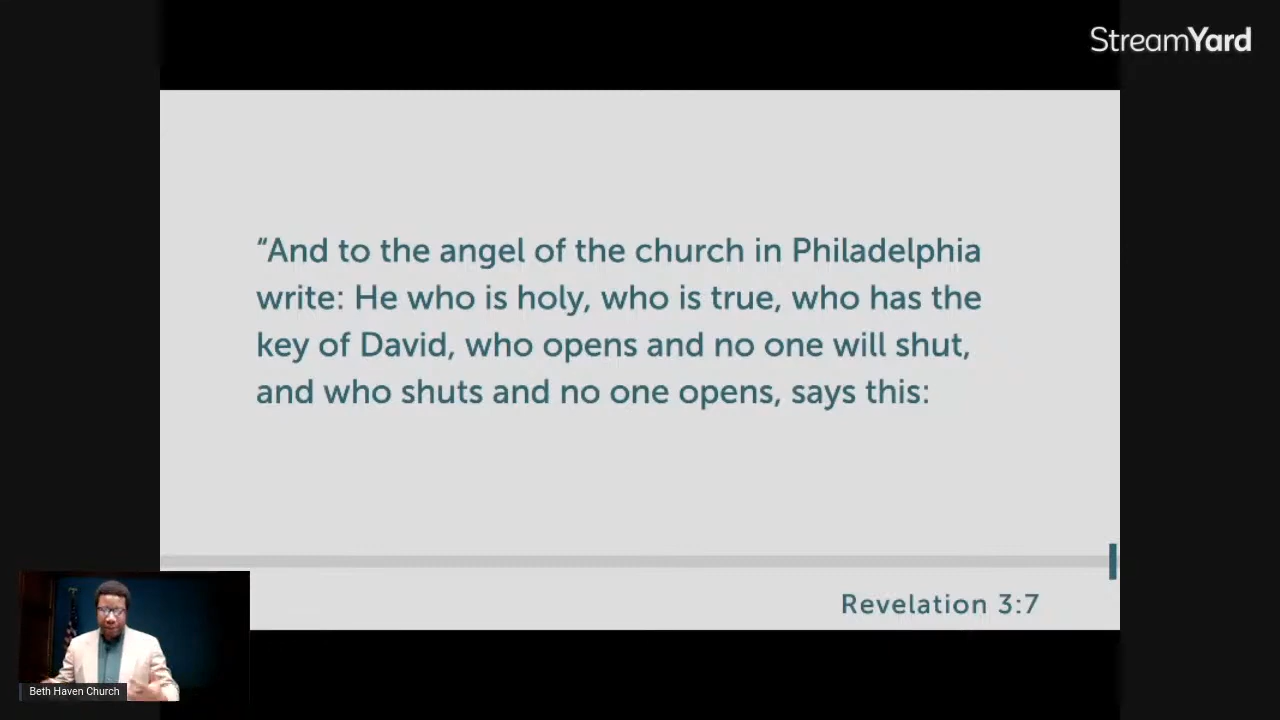 StreamYard
“And to the angel of the church in Philadelphia
write: He who is holy, who is true, who has the
key of David, who opens and no one will shut,
and who shuts and no one opens, says this:
Revelation 3:7
Beth Haven Church